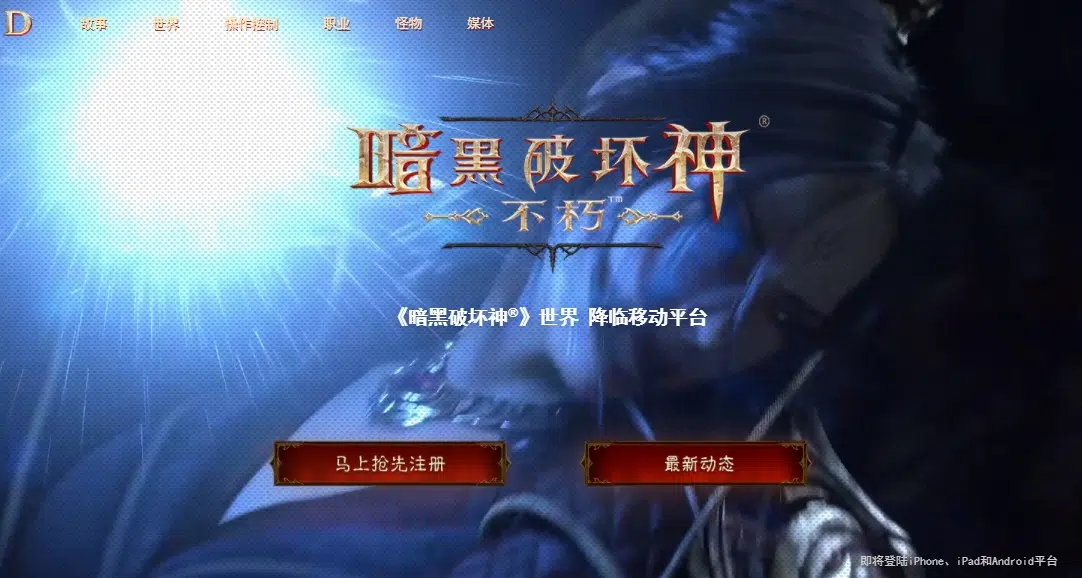 D 故事 世界 操作控制 职业 怪物 媒体
暗黑破坏神®
不朽™
《暗黑破坏神®》世界 降临移动平台
马上抢先注册 最新动态
即将登陆iPhone、iPad和Android平台